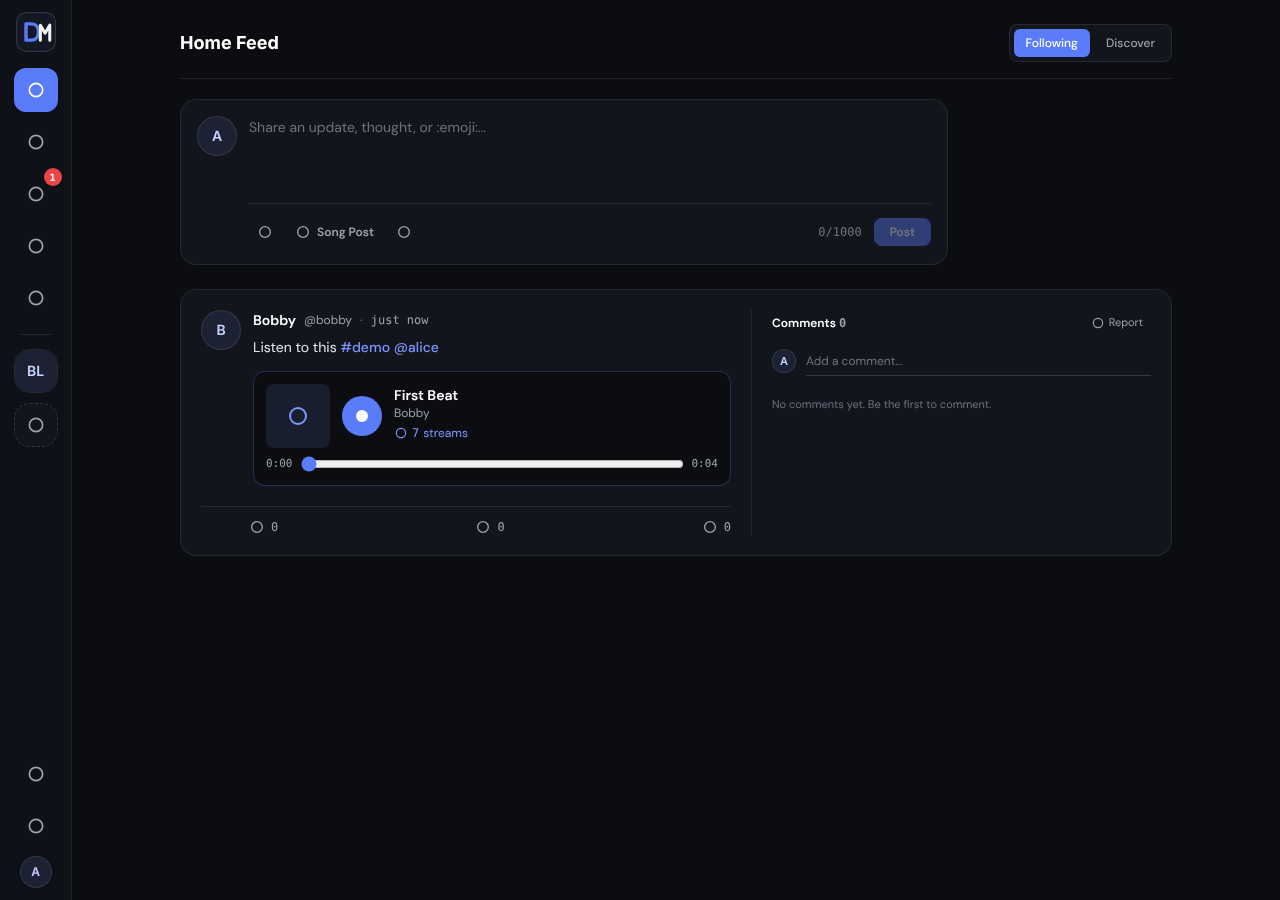 DM
Home Feed
Following
Discover
A
Share an update, thought, or :emoji:...
1
Song Post
0/1000
Post
BL
B
Bobby @bobby · just now
Listen to this #demo @alice
First Beat
Bobby
7 streams
0:00
0:04
0
0
0
Comments 0
Report
A
Add a comment...
No comments yet. Be the first to comment.
A